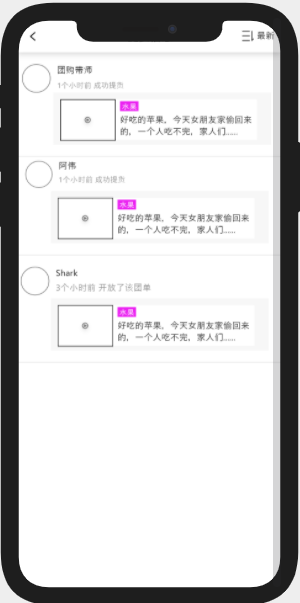 最新
团购带师
1个小时前 成功提货
水果
好吃的苹果，今天女朋友家偷回来
的，一个人吃不完，家人们......
阿伟
1个小时前 成功提货
水果
好吃的苹果，今天女朋友家偷回来
的，一个人吃不完，家人们......
Shark
3个小时前 开放了该团单
水果
好吃的苹果，今天女朋友家偷回来
的，一个人吃不完，家人们......